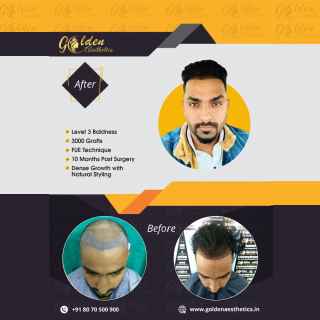 Golden
Aesthetics
After
Level 3 Baldness
3000 Grafts
FUE Technique
10 Months Post Surgery
Dense Growth with
Natural Styling
Before
+91 80 70 500 900
www.goldenaesthetics.in